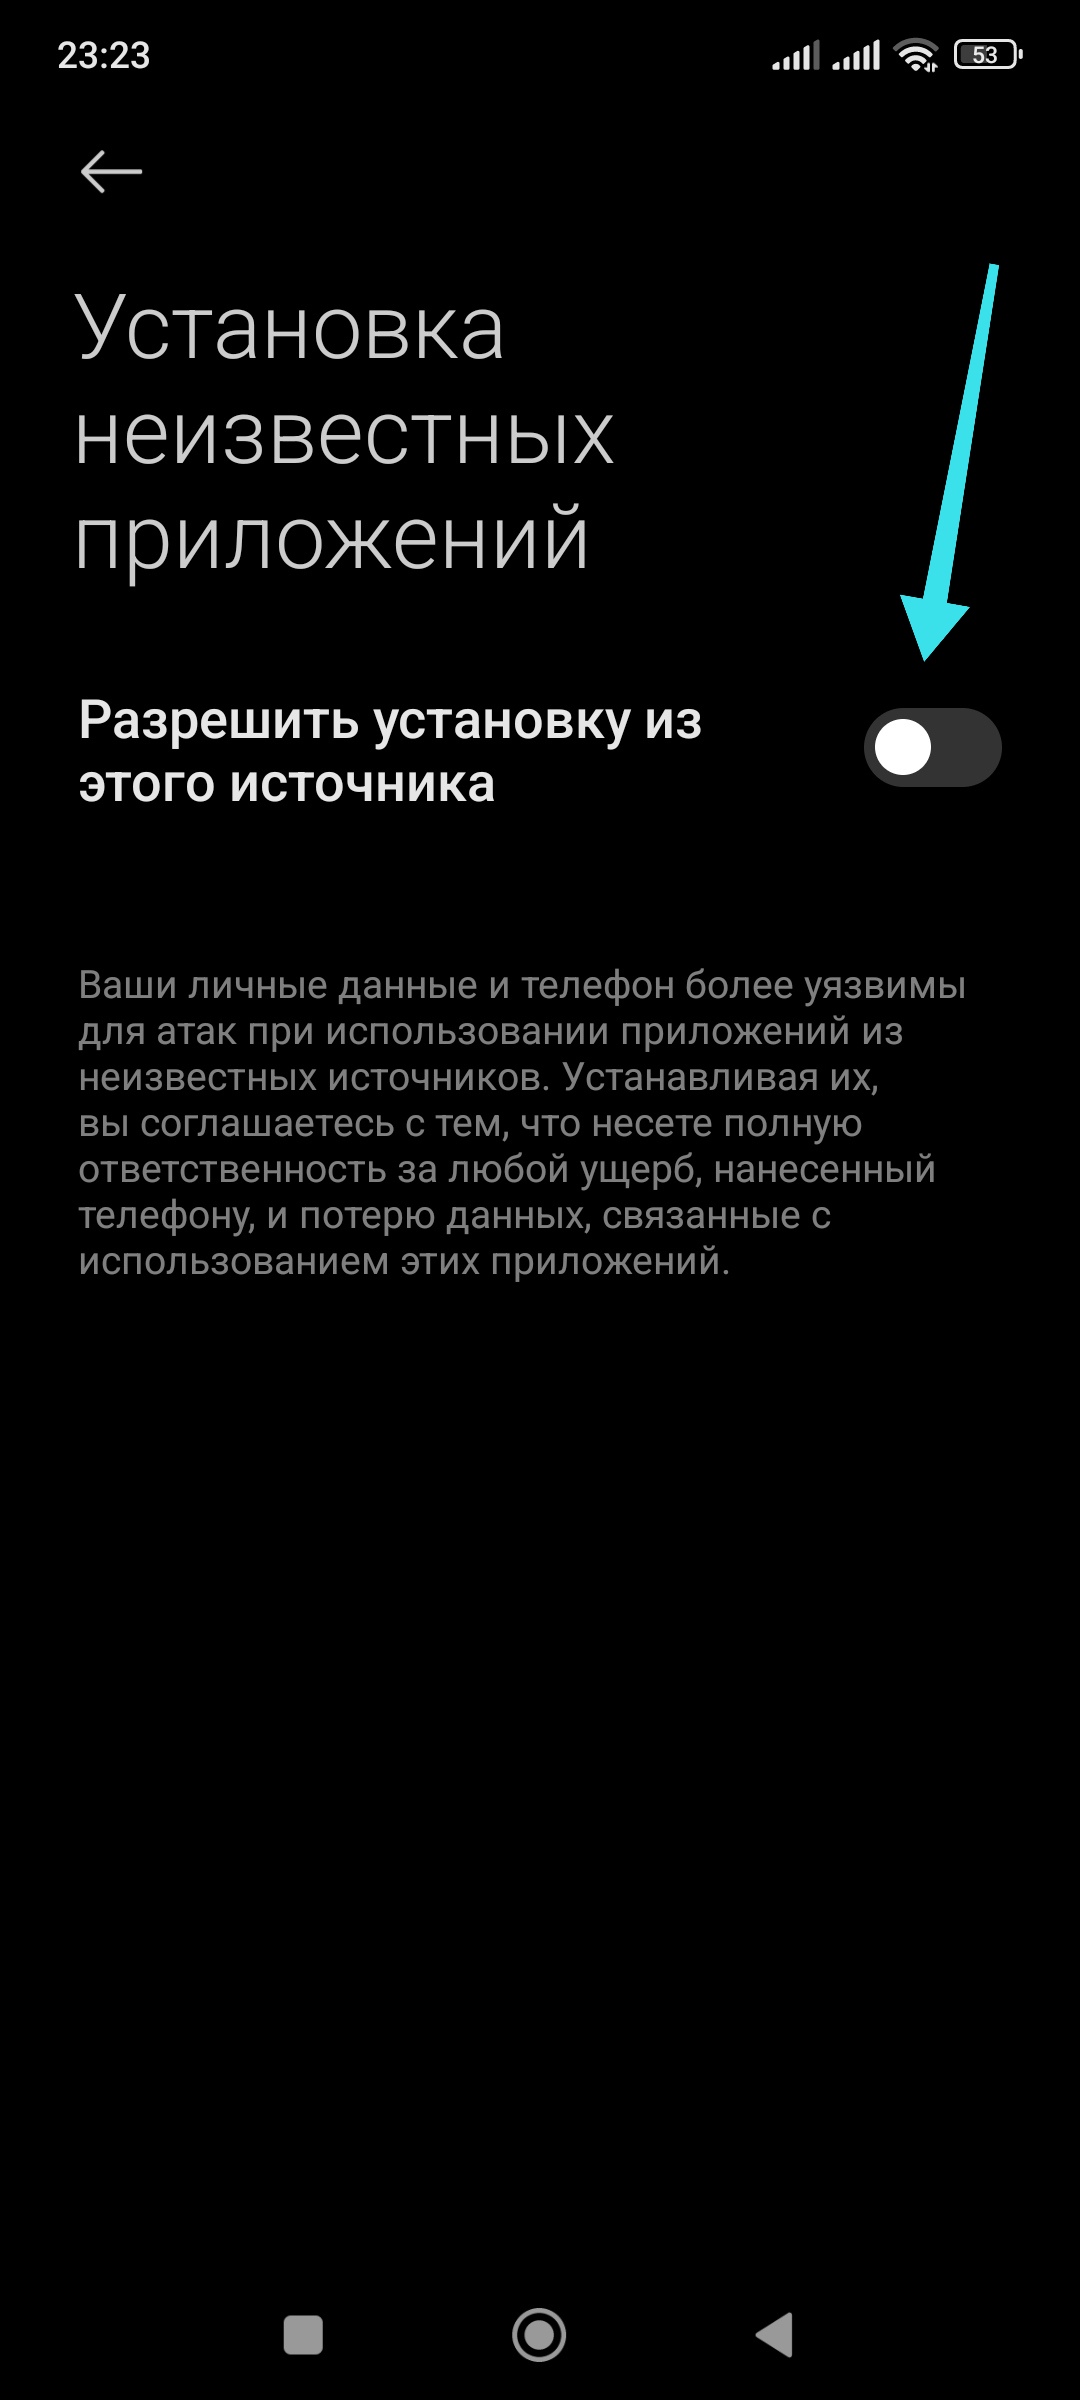 23:23
53
Установка
неизвестных
приложений
Разрешить установку из
этого источника
Ваши личные данные и телефон более уязвимы
для атак при использовании приложений из
неизвестных источников. Устанавливая их,
вы соглашаетесь с тем, что несете полную
ответственность за любой ущерб, нанесенный
телефону, и потерю данных, связанные с
использованием этих приложений.